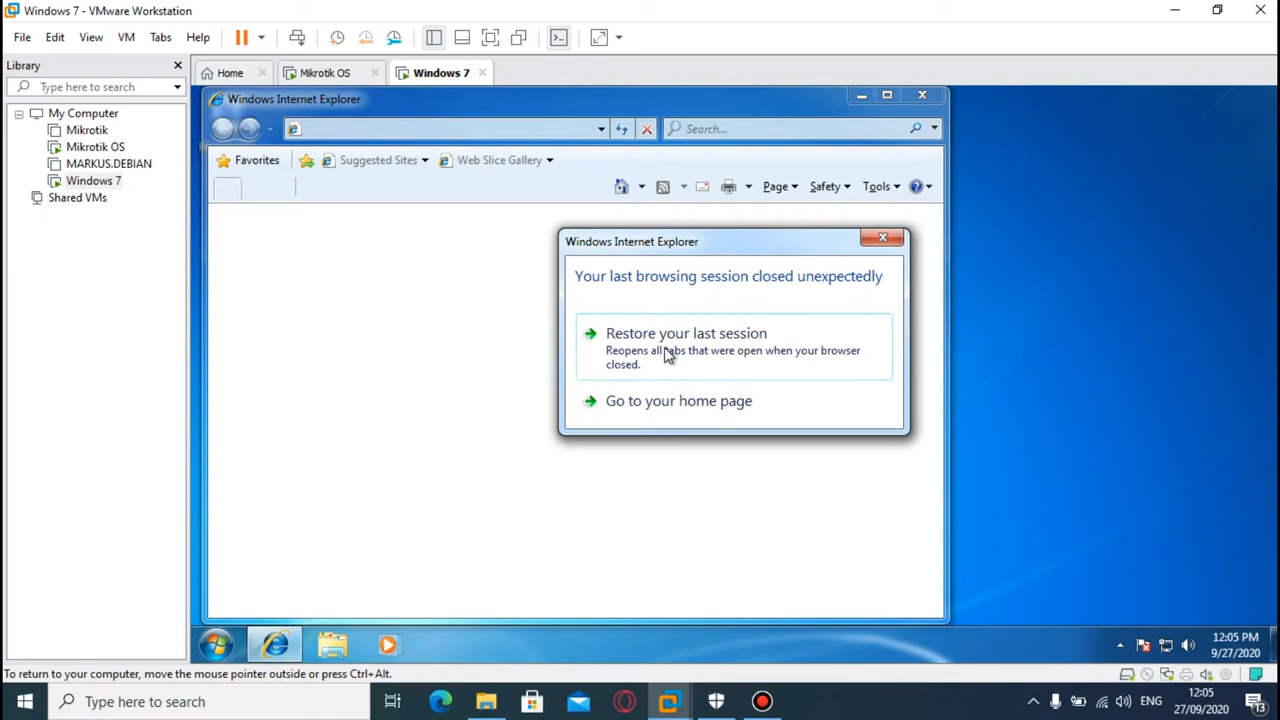 Windows 7 - VMware Workstation
File Edit View VM Tabs Help
Library
Type here to search
My Computer
Mikrotik
Mikrotik OS
MARKUS.DEBIAN
Windows 7
Shared VMs
Home Mikrotik OS Windows 7
Windows Internet Explorer
Search...
Favorites Suggested Sites Web Slice Gallery
Page Safety Tools
Windows Internet Explorer
Your last browsing session closed unexpectedly
Restore your last session
Reopens all tabs that were open when your browser
closed.
Go to your home page
12:05 PM
9/27/2020
To return to your computer, move the mouse pointer outside or press Ctrl+Alt.
Type here to search
ENG
12:05
27/09/2020
13